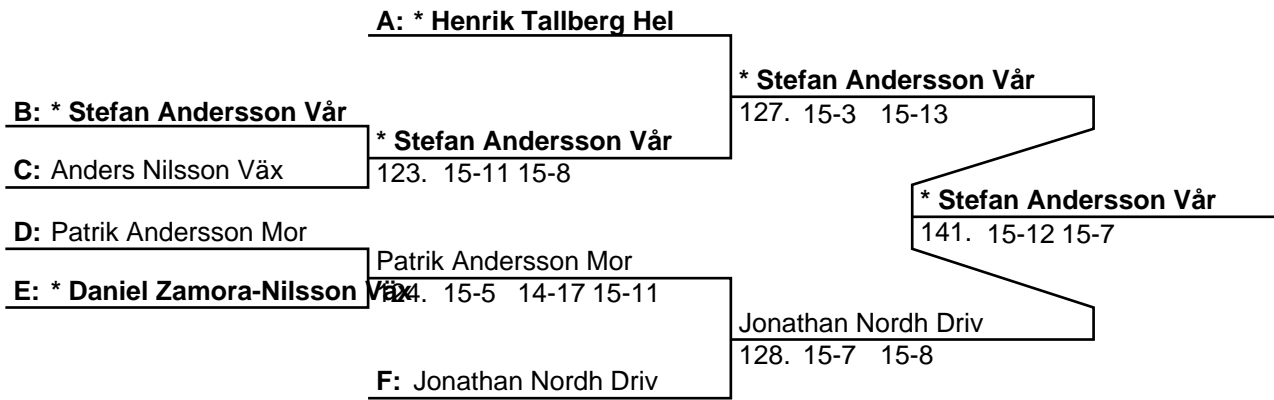 A: * Henrik Tallberg Hel
* Stefan Andersson Vår
127. 15-3 15-13
B: * Stefan Andersson Vår
* Stefan Andersson Vår
C: Anders Nilsson Väx
123. 15-11 15-8
* Stefan Andersson Vår
141. 15-12 15-7
D: Patrik Andersson Mor
Patrik Andersson Mor
E: * Daniel Zamora-Nilsson Väx
124. 15-5 14-17 15-11
Jonathan Nordh Driv
128. 15-7 15-8
F: Jonathan Nordh Driv